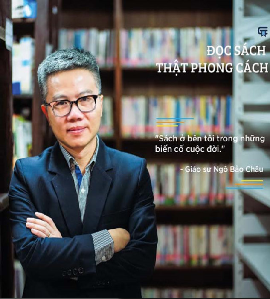 ĐỌC SÁCH
THẬT PHONG CÁCH
"Sách ở bên tôi trong những
biến cố cuộc đời."
- Giáo sư Ngô Bảo Châu